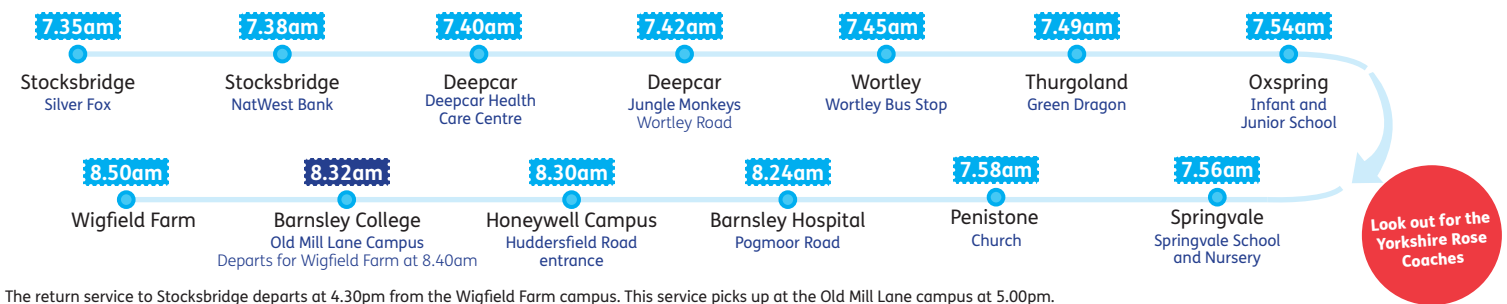 7.35am
Stocksbridge
Silver Fox
7.38am
Stocksbridge
NatWest Bank
7.40am
Deepcar
Deepcar Health
Care Centre
7.42am
Deepcar
Jungle Monkeys
Wortley Road
7.45am
Wortley
Wortley Bus Stop
7.49am
Thurgoland
Green Dragon
7.54am
Oxspring
Infant and
Junior School
7.56am
Springvale
Springvale School
and Nursery
7.58am
Penistone
Church
8.24am
Barnsley Hospital
Pogmoor Road
8.30am
Honeywell Campus
Huddersfield Road
entrance
8.32am
Barnsley College
Old Mill Lane Campus
Departs for Wigfield Farm at 8.40am
8.50am
Wigfield Farm
Look out for the
Yorkshire Rose
Coaches
The return service to Stocksbridge departs at 4.30pm from the Wigfield Farm campus. This service picks up at the Old Mill Lane campus at 5.00pm.